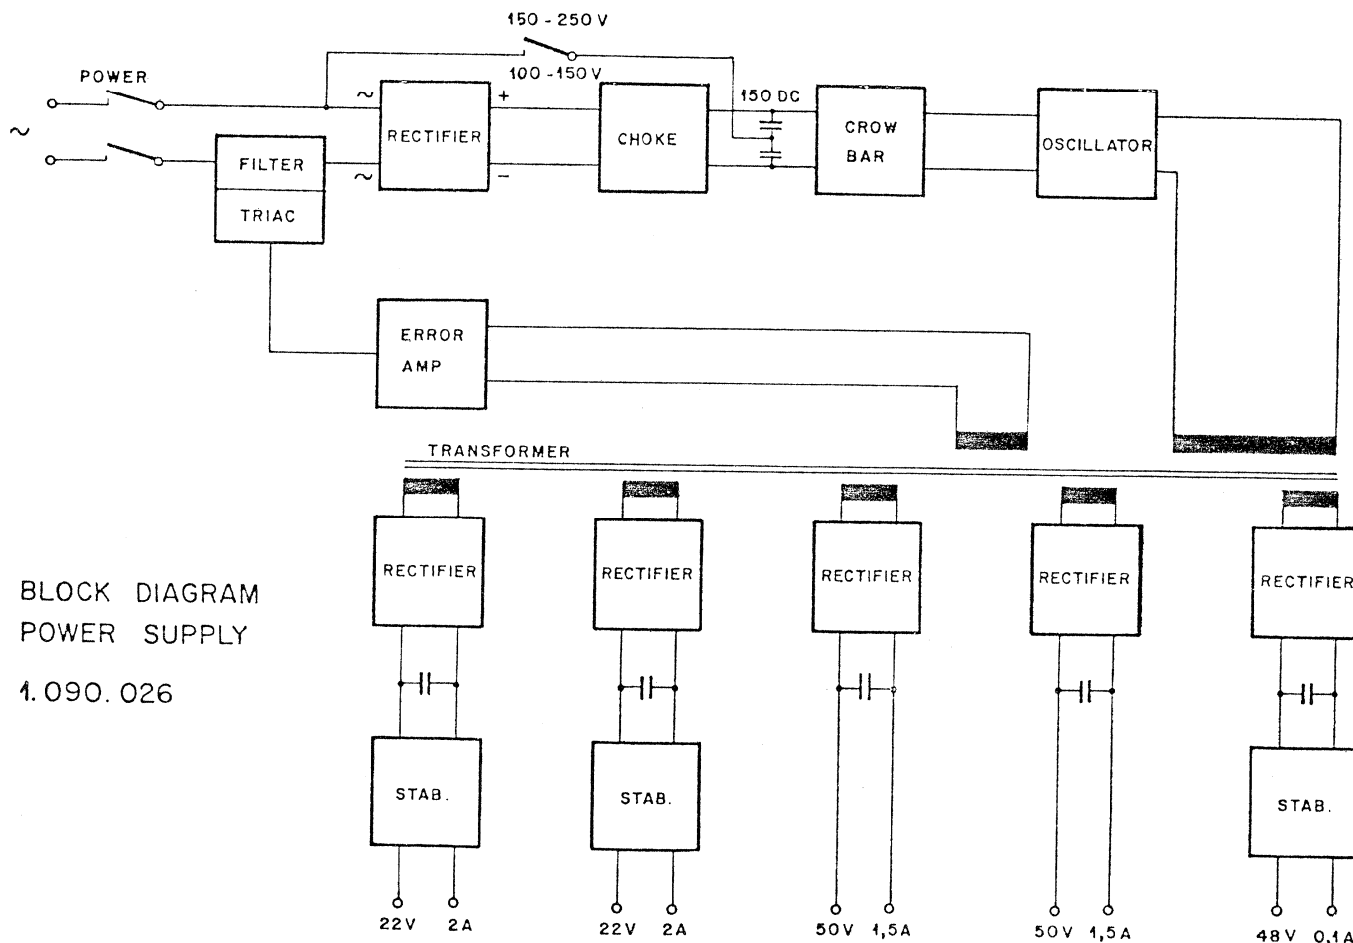 150 - 250 V
POWER
100 - 150 V
~
+
150 DC
~
RECTIFIER
CHOKE
CROW
BAR
OSCILLATOR
FILTER
~
-
TRIAC
ERROR
AMP
TRANSFORMER
RECTIFIER
RECTIFIER
RECTIFIER
RECTIFIER
RECTIFIER
BLOCK DIAGRAM
POWER SUPPLY
1.090.026
STAB.
STAB.
STAB.
22V 2A
22V 2A
50V 1,5A
50V 1,5A
48V 0.1A